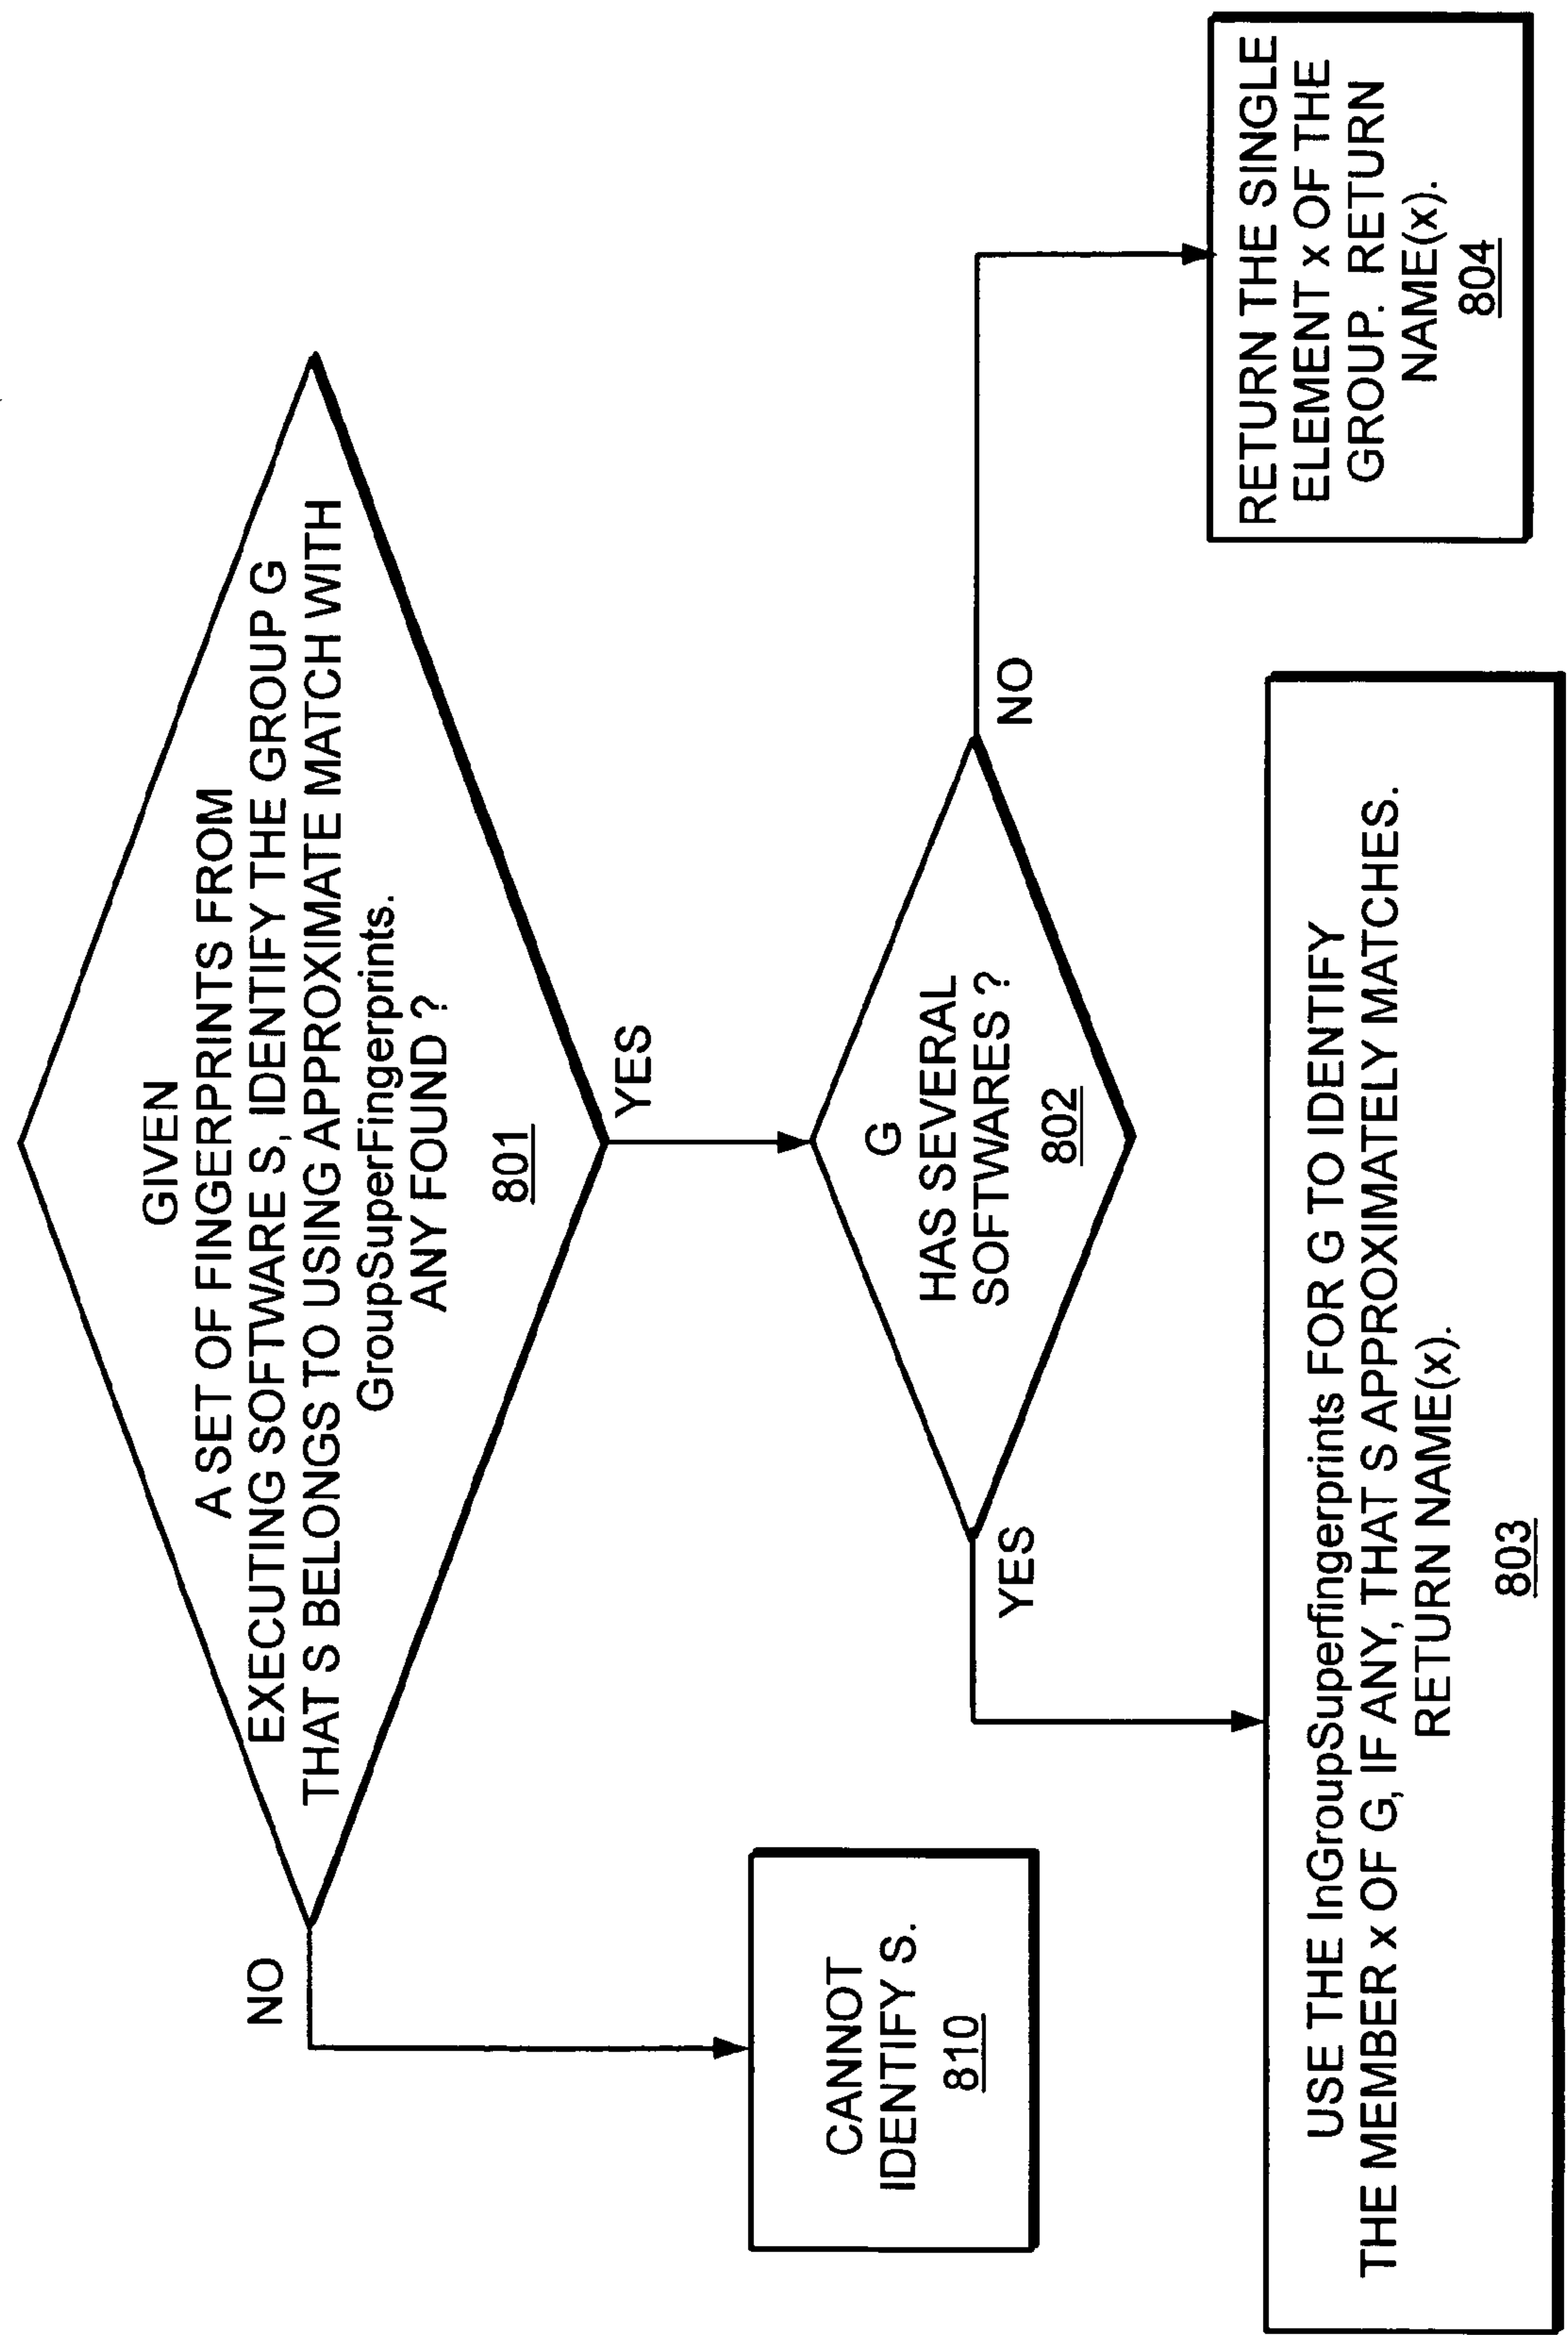 GIVEN
A SET OF FINGERPRINTS FROM
EXECUTING SOFTWARE S, IDENTIFY THE GROUP G
THAT S BELONGS TO USING APPROXIMATE MATCH WITH
GroupSuperFingerprints.
ANY FOUND ?
801
NO
YES
CANNOT
IDENTIFY S.
810
G
HAS SEVERAL
SOFTWARES ?
802
YES
NO
USE THE InGroupSuperfingerprints FOR G TO IDENTIFY
THE MEMBER x OF G, IF ANY, THAT S APPROXIMATELY MATCHES.
RETURN NAME(x).
803
RETURN THE SINGLE
ELEMENT x OF THE
GROUP. RETURN
NAME(x).
804